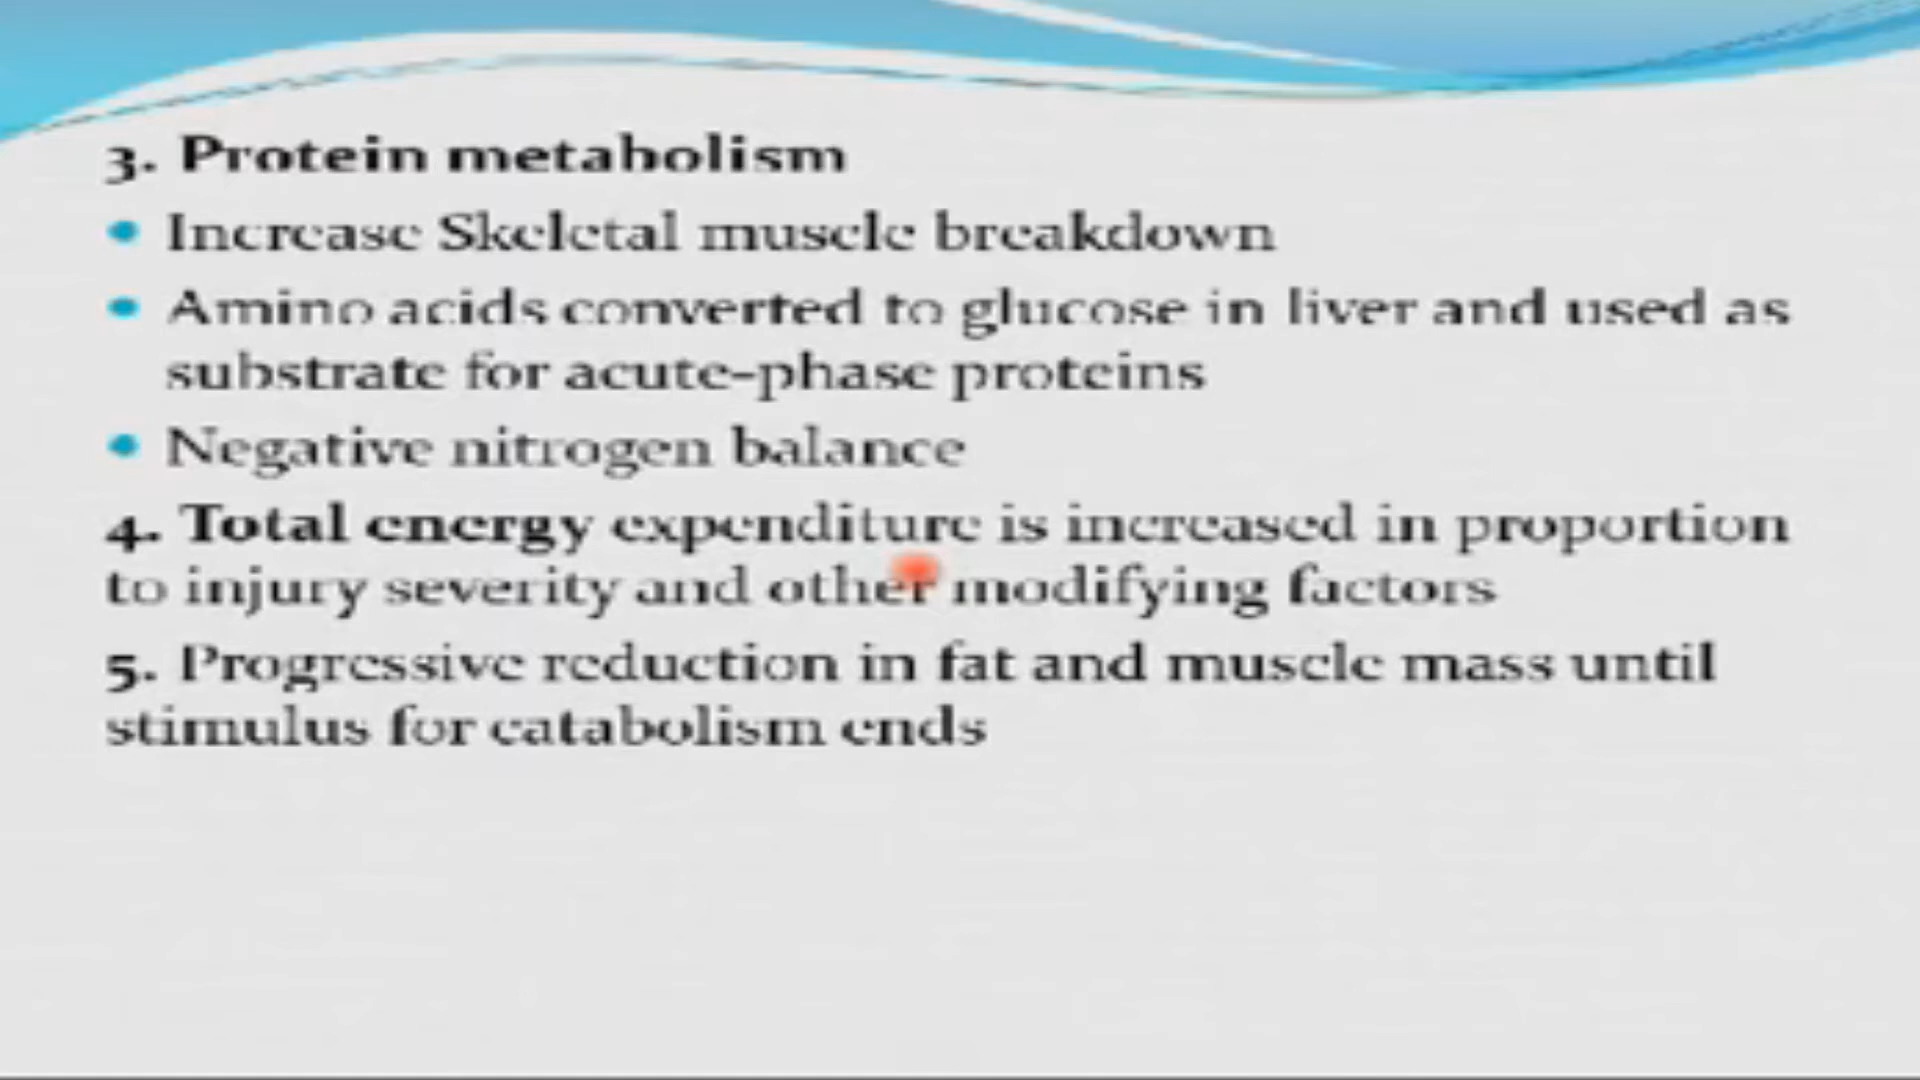 3. Protein metabolism
• Increase Skeletal muscle breakdown
• Amino acids converted to glucose in liver and used as
substrate for acute-phase proteins
• Negative nitrogen balance
4. Total energy expenditure is increased in proportion
to injury severity and other modifying factors
5. Progressive reduction in fat and muscle mass until
stimulus for catabolism ends